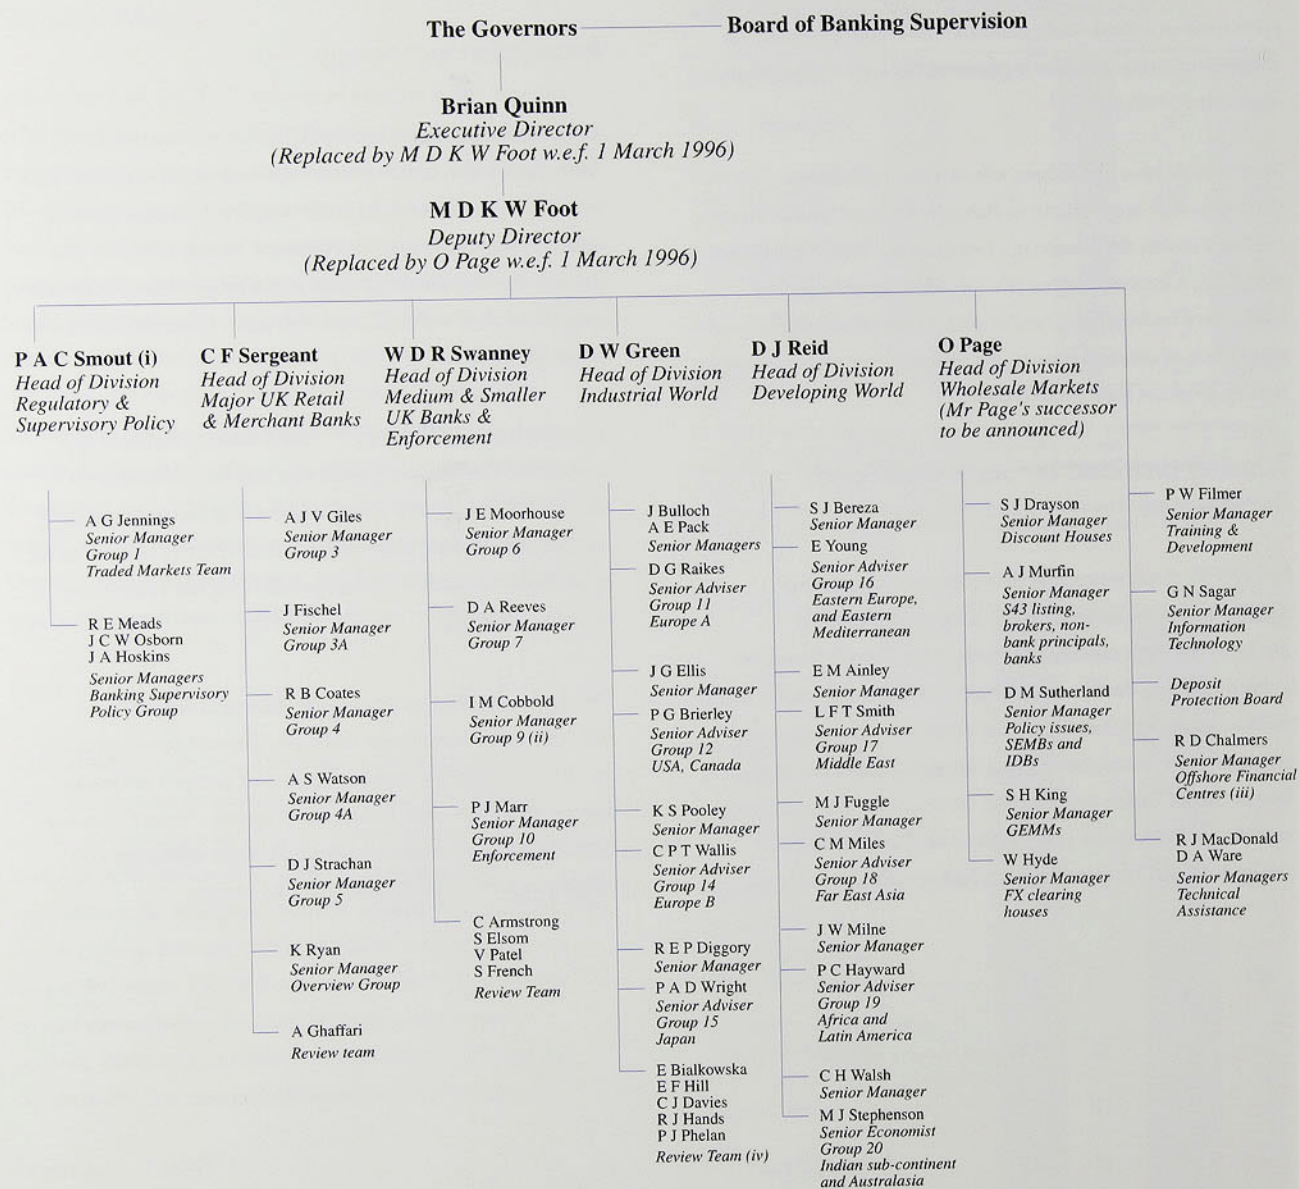 The Governors
Board of Banking Supervision
Brian Quinn
Executive Director
(Replaced by M D K W Foot w.e.f. 1 March 1996)
M D K W Foot
Deputy Director
(Replaced by O Page w.e.f. 1 March 1996)
P A C Smout (i)
Head of Division
Regulatory &
Supervisory Policy
A G Jennings
Senior Manager
Group 1
Traded Markets Team
R E Meads
J C W Osborn
J A Hoskins
Senior Managers
Banking Supervisory
Policy Group
C F Sergeant
Head of Division
Major UK Retail
& Merchant Banks
A J V Giles
Senior Manager
Group 3
J Fischel
Senior Manager
Group 3A
R B Coates
Senior Manager
Group 4
A S Watson
Senior Manager
Group 4A
D J Strachan
Senior Manager
Group 5
K Ryan
Senior Manager
Overview Group
A Ghaffari
Review team
W D R Swanney
Head of Division
Medium & Smaller
UK Banks &
Enforcement
J E Moorhouse
Senior Manager
Group 6
D A Reeves
Senior Manager
Group 7
I M Cobbold
Senior Manager
Group 9 (ii)
P J Marr
Senior Manager
Group 10
Enforcement
C Armstrong
S Elsom
V Patel
S French
Review Team
D W Green
Head of Division
Industrial World
J Bulloch
A E Pack
Senior Managers
D G Raikes
Senior Adviser
Group 11
Europe A
J G Ellis
Senior Manager
P G Brierley
Senior Adviser
Group 12
USA, Canada
K S Pooley
Senior Manager
C P T Wallis
Senior Adviser
Group 14
Europe B
R E P Diggory
Senior Manager
P A D Wright
Senior Adviser
Group 15
Japan
E Bialkowska
E F Hill
C J Davies
R J Hands
P J Phelan
Review Team (iv)
D J Reid
Head of Division
Developing World
S J Bereza
Senior Manager
E Young
Senior Adviser
Group 16
Eastern Europe,
and Eastern
Mediterranean
E M Ainley
Senior Manager
L F T Smith
Senior Adviser
Group 17
Middle East
M J Fuggle
Senior Manager
C M Miles
Senior Adviser
Group 18
Far East Asia
J W Milne
Senior Manager
P C Hayward
Senior Adviser
Group 19
Africa and
Latin America
C H Walsh
Senior Manager
M J Stephenson
Senior Economist
Group 20
Indian sub-continent
and Australasia
O Page
Head of Division
Wholesale Markets
(Mr Page's successor
to be announced)
S J Drayson
Senior Manager
Discount Houses
A J Murfin
Senior Manager
S43 listing,
brokers, non-
bank principals,
banks
D M Sutherland
Senior Manager
Policy issues,
SEMBs and
IDBs
S H King
Senior Manager
GEMMs
W Hyde
Senior Manager
FX clearing
houses
P W Filmer
Senior Manager
Training &
Development
G N Sagar
Senior Manager
Information
Technology
Deposit
Protection Board
R D Chalmers
Senior Manager
Offshore Financial
Centres (iii)
R J MacDonald
D A Ware
Senior Managers
Technical
Assistance